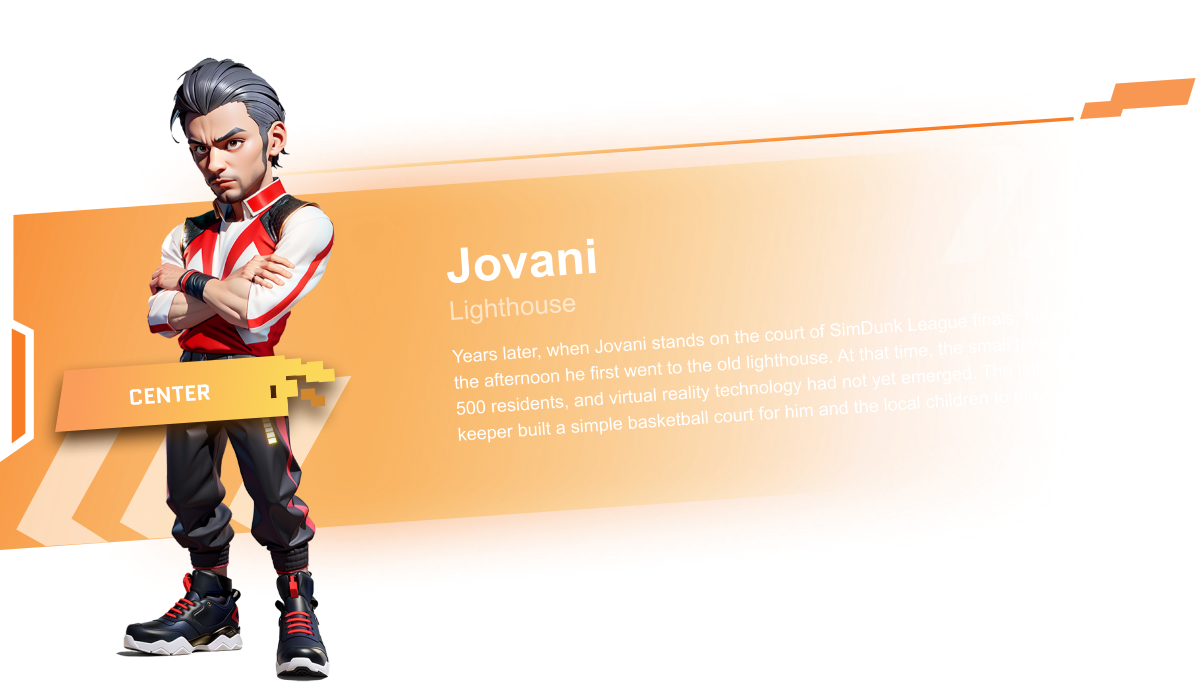 Jovani
Lighthouse
Years later, when Jovani stands on the court of SimDunk League finals,
the afternoon he first went to the old lighthouse. At that time, the small
500 residents, and virtual reality technology had not yet emerged. The
keeper built a simple basketball court for him and the local children to
CENTER